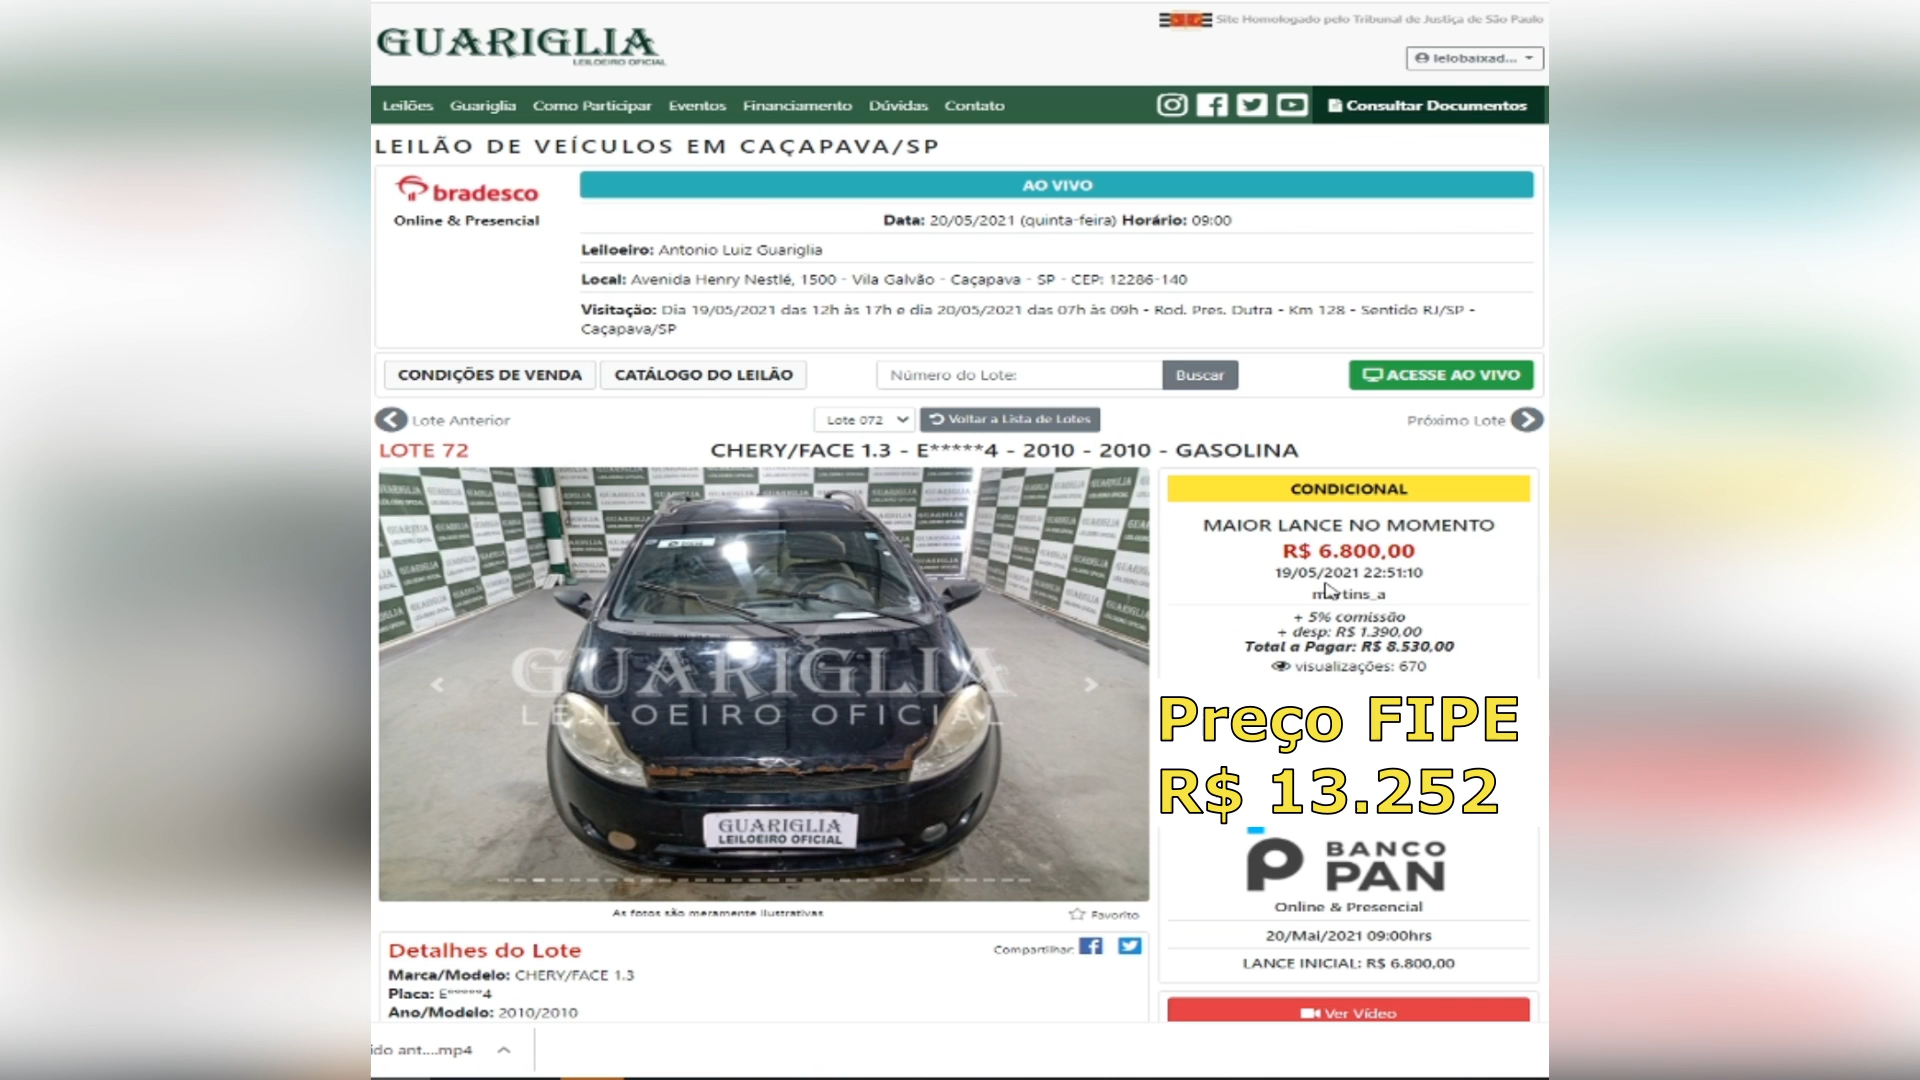 GUARIGLIA
LEILOEIRO OFICIAL
Site Homologado pelo Tribunal de Justiça de São Paulo
lelobaixad...
Leilões Guariglia Como Participar Eventos Financiamento Dúvidas Contato
Consultar Documentos
LEILÃO DE VEÍCULOS EM CAÇAPAVA/SP
bradesco
Online & Presencial
AO VIVO
Data: 20/05/2021 (quinta-feira) Horário: 09:00
Leiloeiro: Antonio Luiz Guariglia
Local: Avenida Henry Nestlé, 1500 - Vila Galvão - Caçapava - SP - CEP: 12286-140
Visitação: Dia 19/05/2021 das 12h às 17h e dia 20/05/2021 das 07h às 09h - Rod. Pres. Dutra - Km 128 - Sentido RJ/SP -
Caçapava/SP
CONDIÇÕES DE VENDA
CATÁLOGO DO LEILÃO
Número do Lote:
Buscar
ACESSE AO VIVO
Lote Anterior
Lote 072
Voltar a Lista de Lotes
Próximo Lote
LOTE 72
CHERY/FACE 1.3 - E*****4 - 2010 - 2010 - GASOLINA
GUARIGLIA
LEILOEIRO OFICIAL
GUARIGLIA
LEILOEIRO OFICIAL
As fotos são meramente ilustrativas
Favorito
CONDICIONAL
MAIOR LANCE NO MOMENTO
R$ 6.800,00
19/05/2021 22:51:10
martins_a
+ 5% comissão
+ desp: R$ 1.390,00
Total a Pagar: R$ 8.530,00
visualizações: 670
Preço FIPE
R$ 13.252
BANCO
PAN
Online & Presencial
20/Mai/2021 09:00hrs
LANCE INICIAL: R$ 6.800,00
Ver Vídeo
Detalhes do Lote
Compartilhar:
Marca/Modelo: CHERY/FACE 1.3
Placa: E*****4
Ano/Modelo: 2010/2010
ido ant....mp4